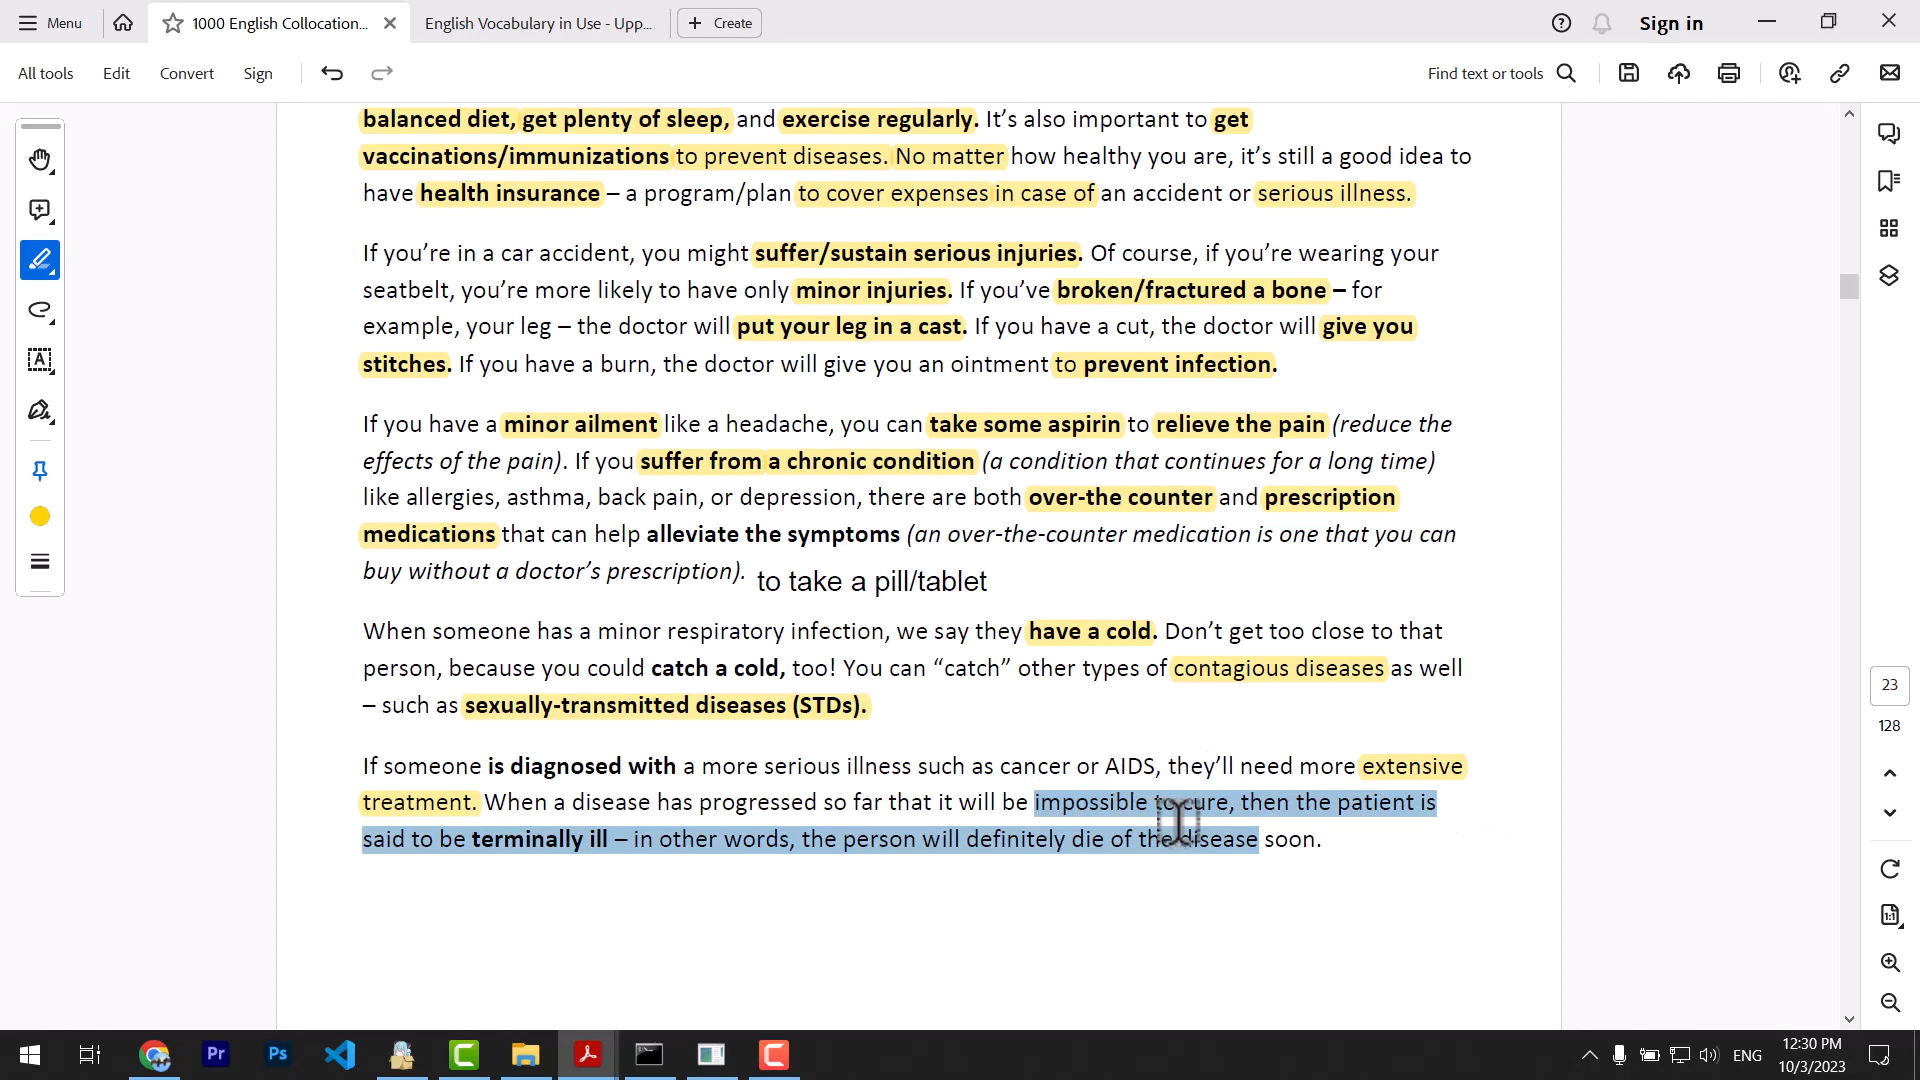 Menu
1000 English Collocation...
English Vocabulary in Use - Upp...
Create
Sign in
All tools
Edit
Convert
Sign
Find text or tools
balanced diet, get plenty of sleep, and exercise regularly. It's also important to get
vaccinations/immunizations to prevent diseases. No matter how healthy you are, it's still a good idea to
have health insurance – a program/plan to cover expenses in case of an accident or serious illness.
If you're in a car accident, you might suffer/sustain serious injuries. Of course, if you're wearing your
seatbelt, you're more likely to have only minor injuries. If you've broken/fractured a bone – for
example, your leg – the doctor will put your leg in a cast. If you have a cut, the doctor will give you
stitches. If you have a burn, the doctor will give you an ointment to prevent infection.
If you have a minor ailment like a headache, you can take some aspirin to relieve the pain (reduce the
effects of the pain). If you suffer from a chronic condition (a condition that continues for a long time)
like allergies, asthma, back pain, or depression, there are both over-the counter and prescription
medications that can help alleviate the symptoms (an over-the-counter medication is one that you can
buy without a doctor's prescription).
to take a pill/tablet
When someone has a minor respiratory infection, we say they have a cold. Don't get too close to that
person, because you could catch a cold, too! You can “catch” other types of contagious diseases as well
– such as sexually-transmitted diseases (STDs).
If someone is diagnosed with a more serious illness such as cancer or AIDS, they'll need more extensive
treatment. When a disease has progressed so far that it will be impossible to cure, then the patient is
said to be terminally ill – in other words, the person will definitely die of the disease soon.
23
128
Pr
Ps
ENG
12:30 PM
10/3/2023